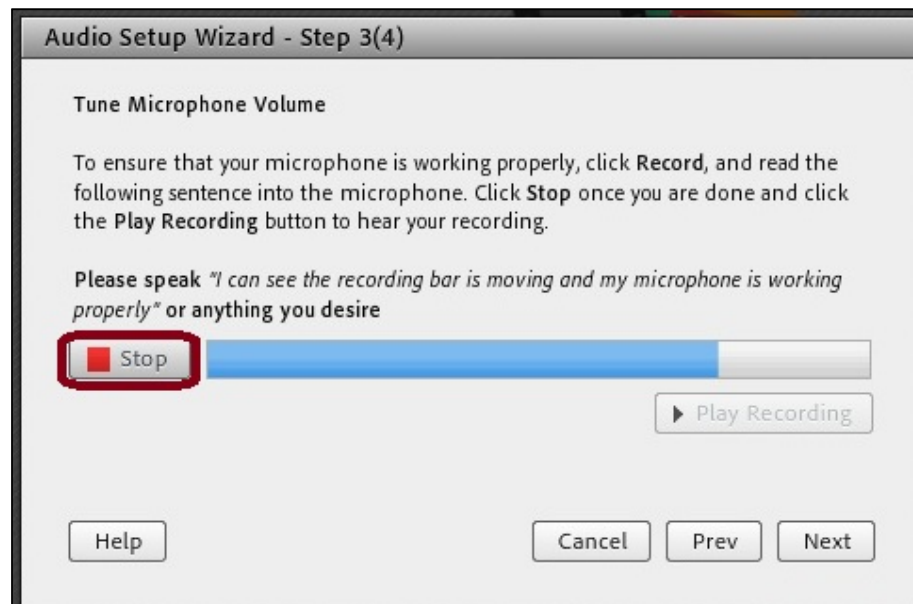 Audio Setup Wizard - Step 3(4)
Tune Microphone Volume
To ensure that your microphone is working properly, click Record, and read the
following sentence into the microphone. Click Stop once you are done and click
the Play Recording button to hear your recording.
Please speak "I can see the recording bar is moving and my microphone is working
properly" or anything you desire
Stop
Play Recording
Help Cancel Prev Next